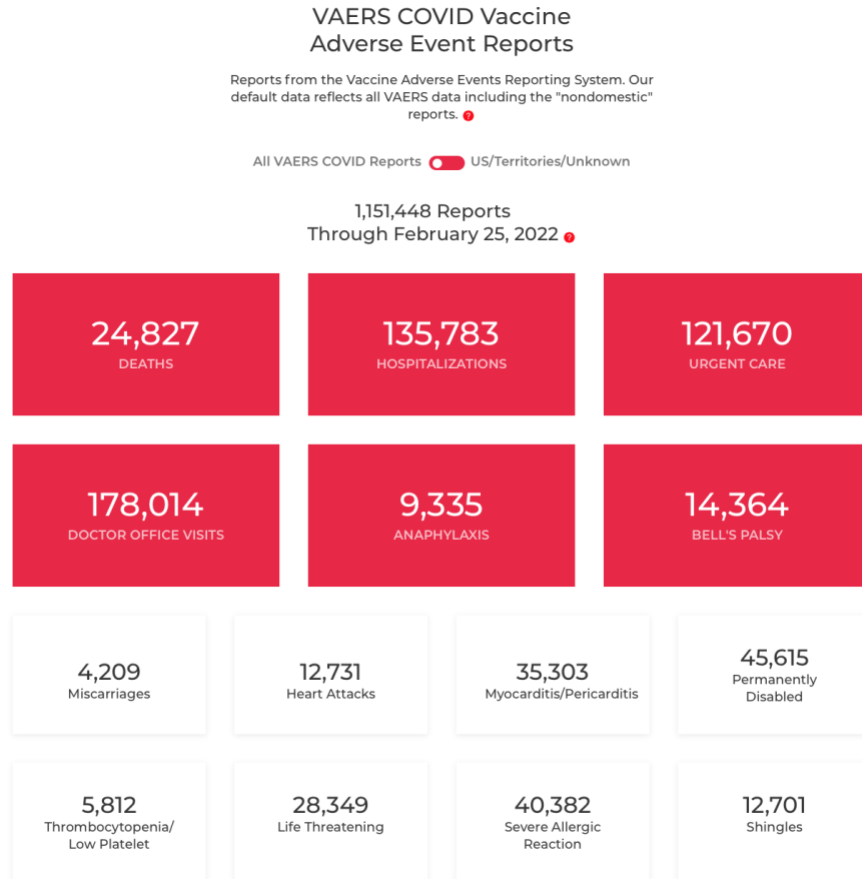 VAERS COVID Vaccine
Adverse Event Reports
Reports from the Vaccine Adverse Events Reporting System. Our
default data reflects all VAERS data including the "nondomestic"
reports. ?
All VAERS COVID Reports US/Territories/Unknown
1,151,448 Reports
Through February 25, 2022 ?
24,827
DEATHS
135,783
HOSPITALIZATIONS
121,670
URGENT CARE
178,014
DOCTOR OFFICE VISITS
9,335
ANAPHYLAXIS
14,364
BELL'S PALSY
4,209
Miscarriages
12,731
Heart Attacks
35,303
Myocarditis/Pericarditis
45,615
Permanently
Disabled
5,812
Thrombocytopenia/
Low Platelet
28,349
Life Threatening
40,382
Severe Allergic
Reaction
12,701
Shingles